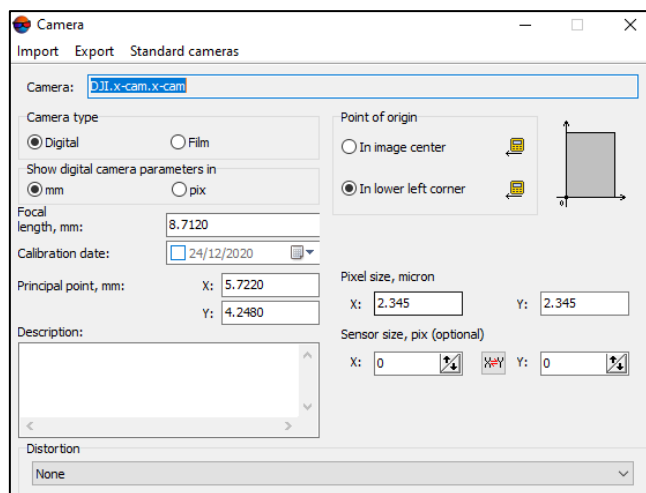 Camera
Import Export Standard cameras
Camera: DJI.x-cam.x-cam
Camera type
Digital Film
Show digital camera parameters in
mm pix
Focal
length, mm: 8.7120
Calibration date: 24/12/2020
Principal point, mm: X: 5.7220
Y: 4.2480
Description:
Point of origin
In image center
In lower left corner
0
Pixel size, micron
X: 2.345 Y: 2.345
Sensor size, pix (optional)
X: 0 X⇄Y Y: 0
Distortion
None